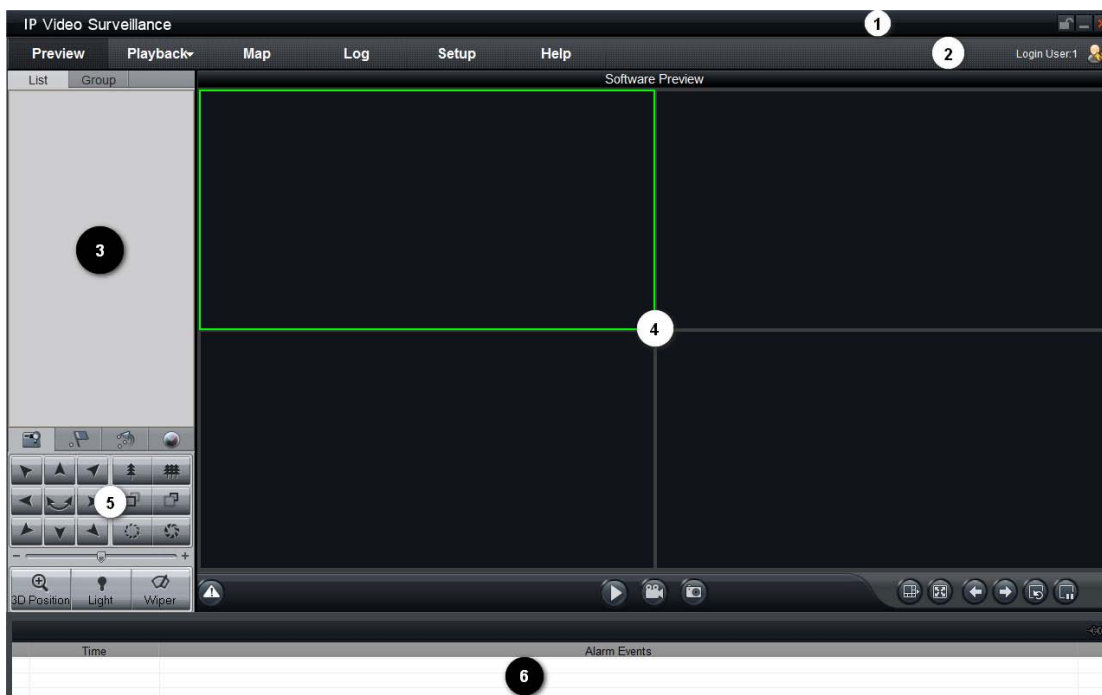 IP Video Surveillance
1
Preview Playback Map Log Setup Help 2 Login User:1
List Group Software Preview
3
4
5
3D Position Light Wiper
Time Alarm Events
6